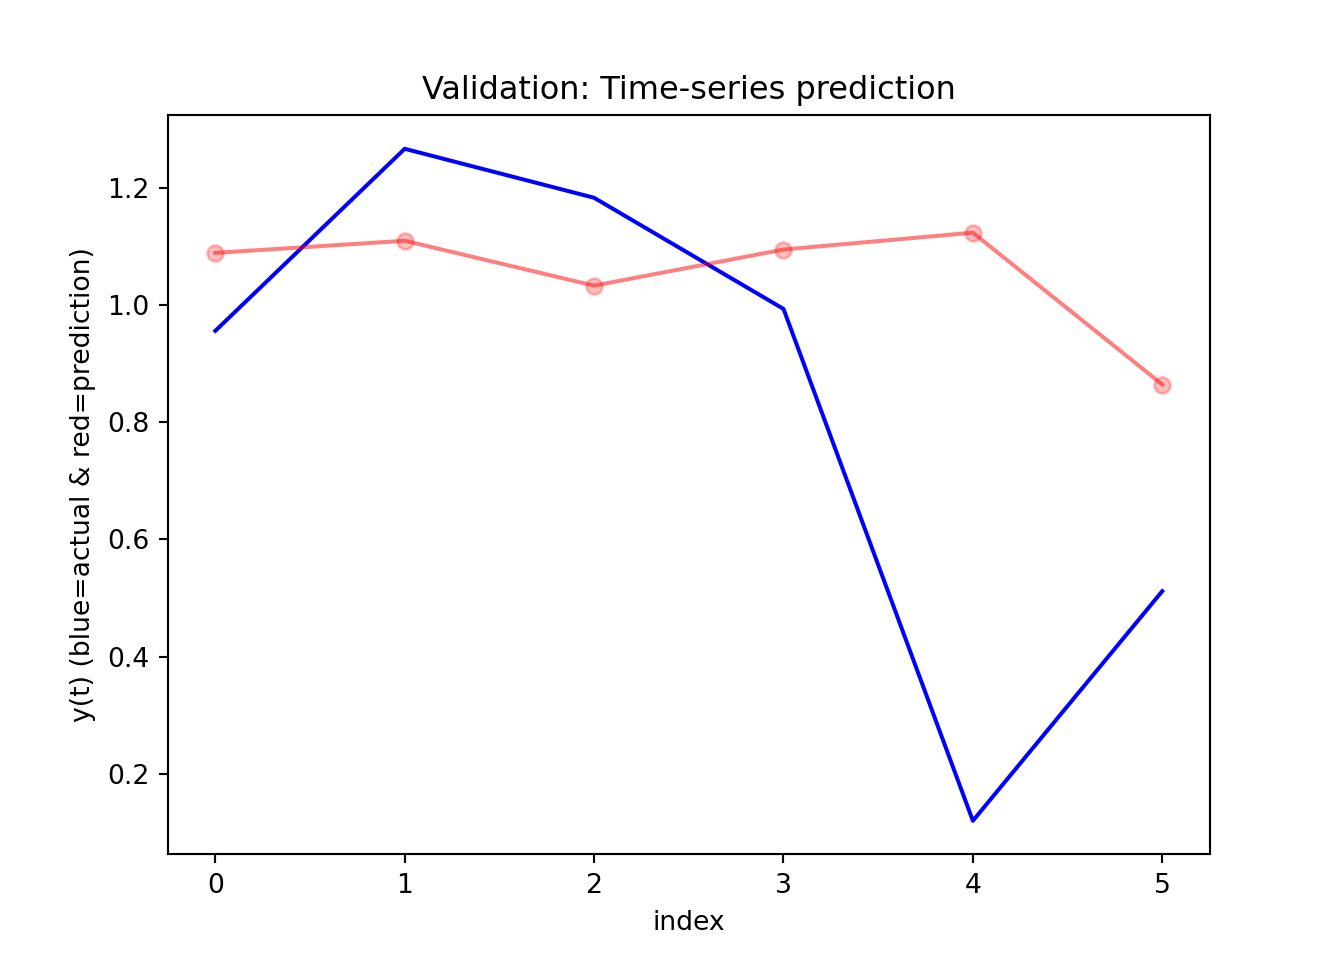 Validation: Time-series prediction
y(t) (blue=actual & red=prediction)
1.2
1.0
0.8
0.6
0.4
0.2
0 1 2 3 4 5
index